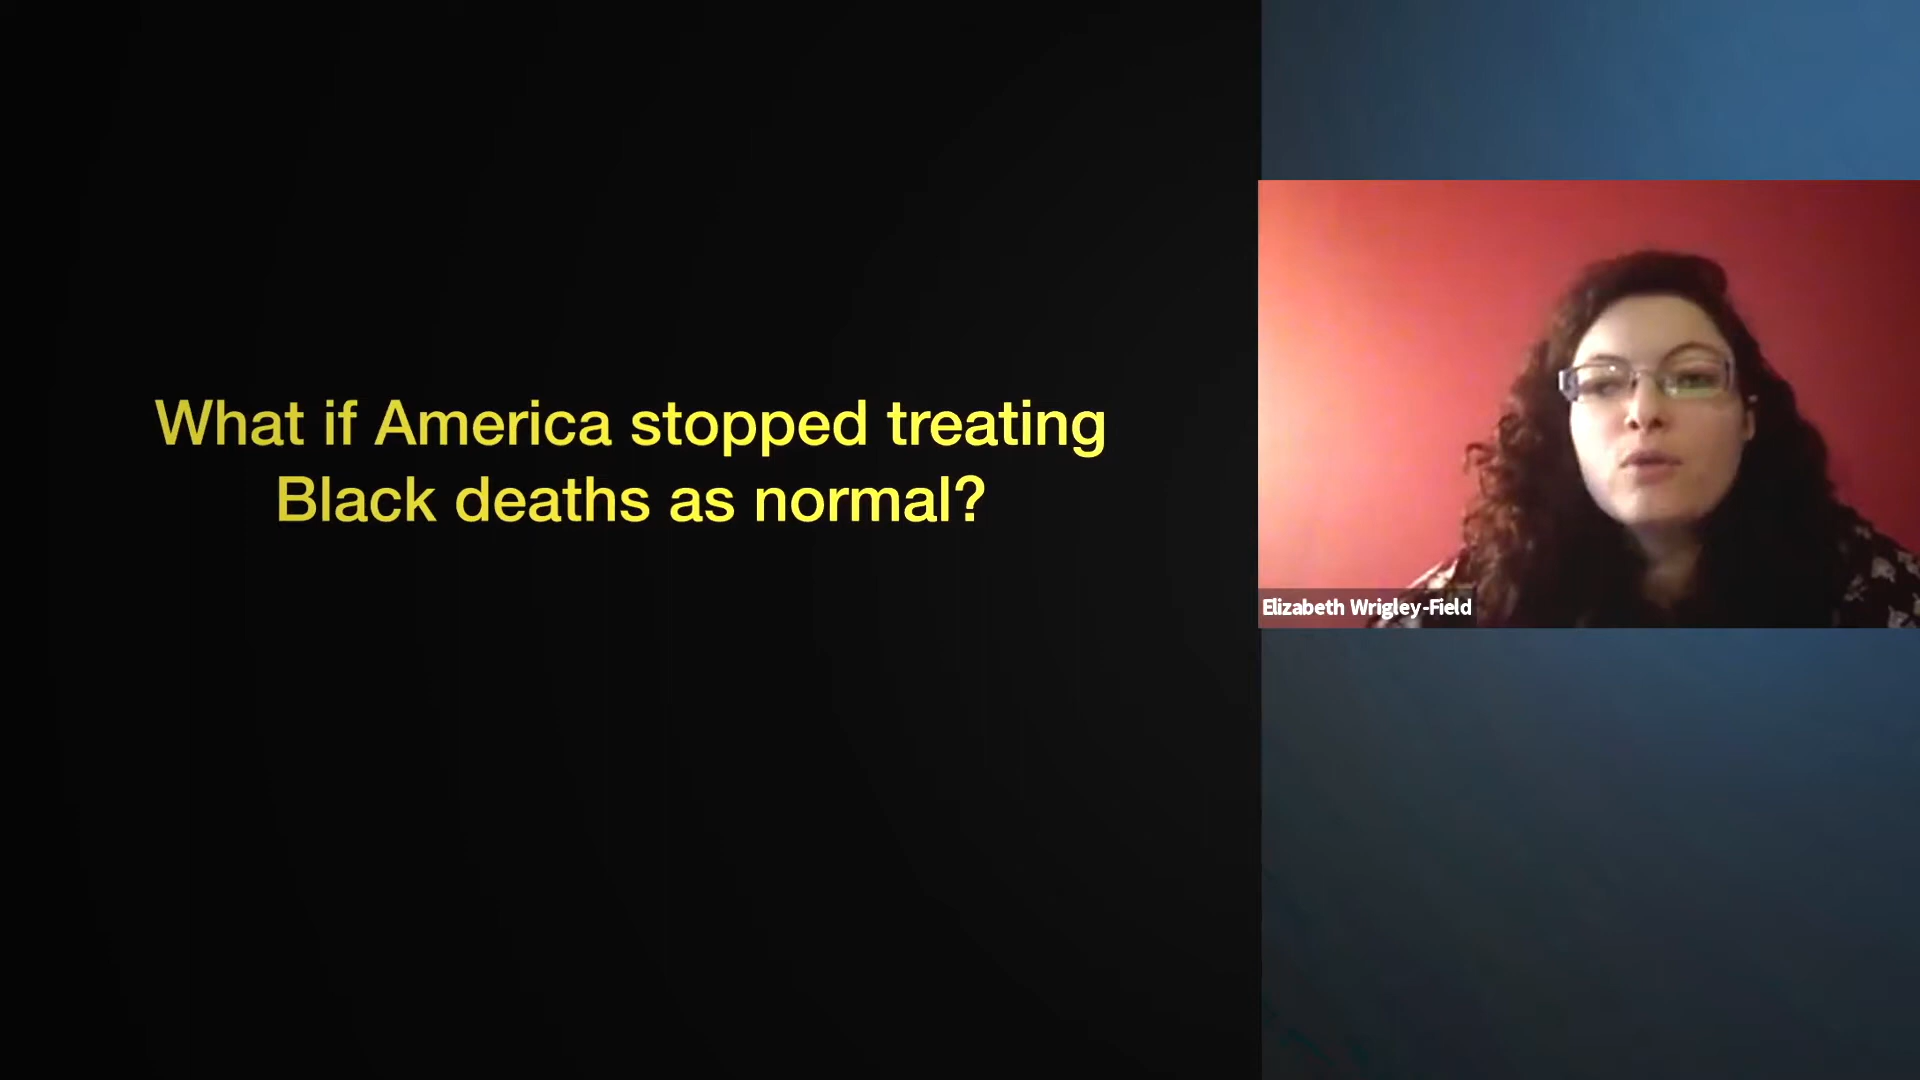 What if America stopped treating
Black deaths as normal?
Elizabeth Wrigley-Field